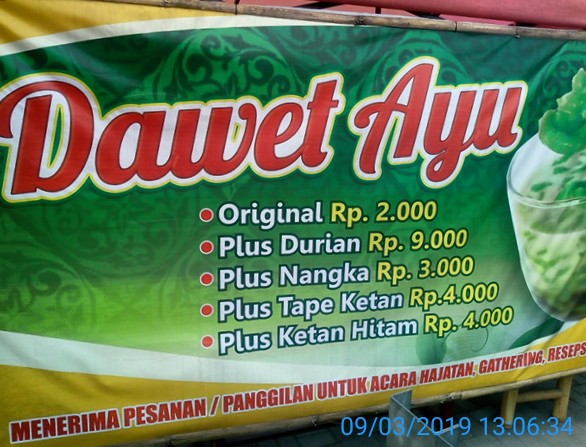 Dawet Ayu
Original Rp. 2.000
Plus Durian Rp. 9.000
Plus Nangka Rp. 3.000
Plus Tape Ketan Rp.4.000
Plus Ketan Hitam Rp. 4.000
MENERIMA PESANAN / PANGGILAN UNTUK ACARA HAJATAN, GATHERING, RESEPS
09/03/2019 13:06:34